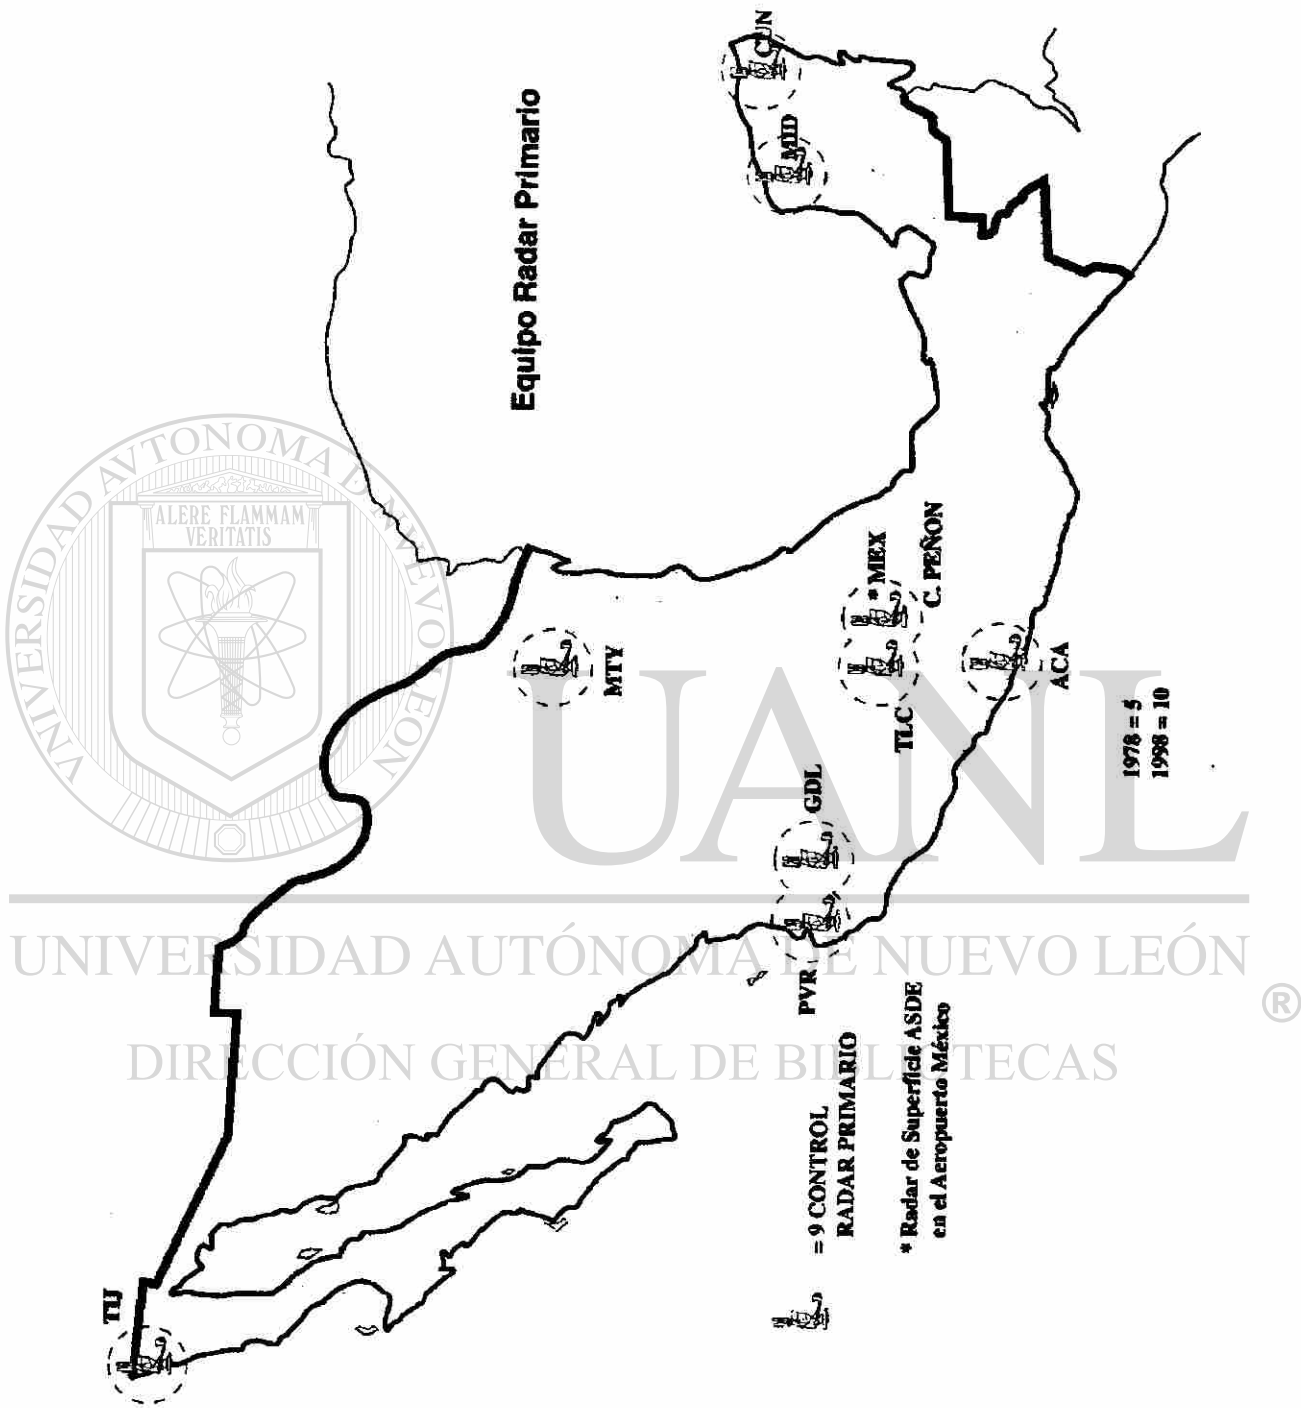 Equipo Radar Primario
TIJ
MTY
CUN
MID
* MEX
C. PEÑON
TLC
GDL
PVR
ACA
1978 = 5
1998 = 10
= 9 CONTROL
RADAR PRIMARIO
* Radar de Superficie ASDE
en el Aeropuerto México
UNIVERSIDAD AVTONOMA DE NVEVO LEON
ALERE FLAMMAM
VERITATIS
UANL
UNIVERSIDAD AUTÓNOMA DE NUEVO LEÓN
®
DIRECCIÓN GENERAL DE BIBLIOTECAS